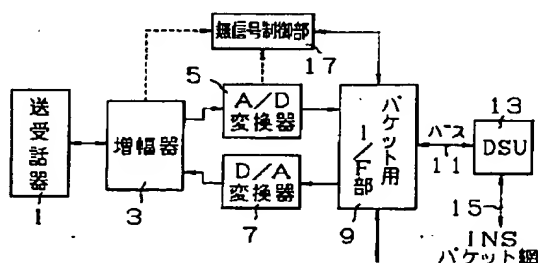 無信号制御部
17
5
A/D
変換器
送受話器
1
増幅器
3
D/A
変換器
7
パケット用
I/F部
9
バス
11
13
DSU
15
INS
パケット網